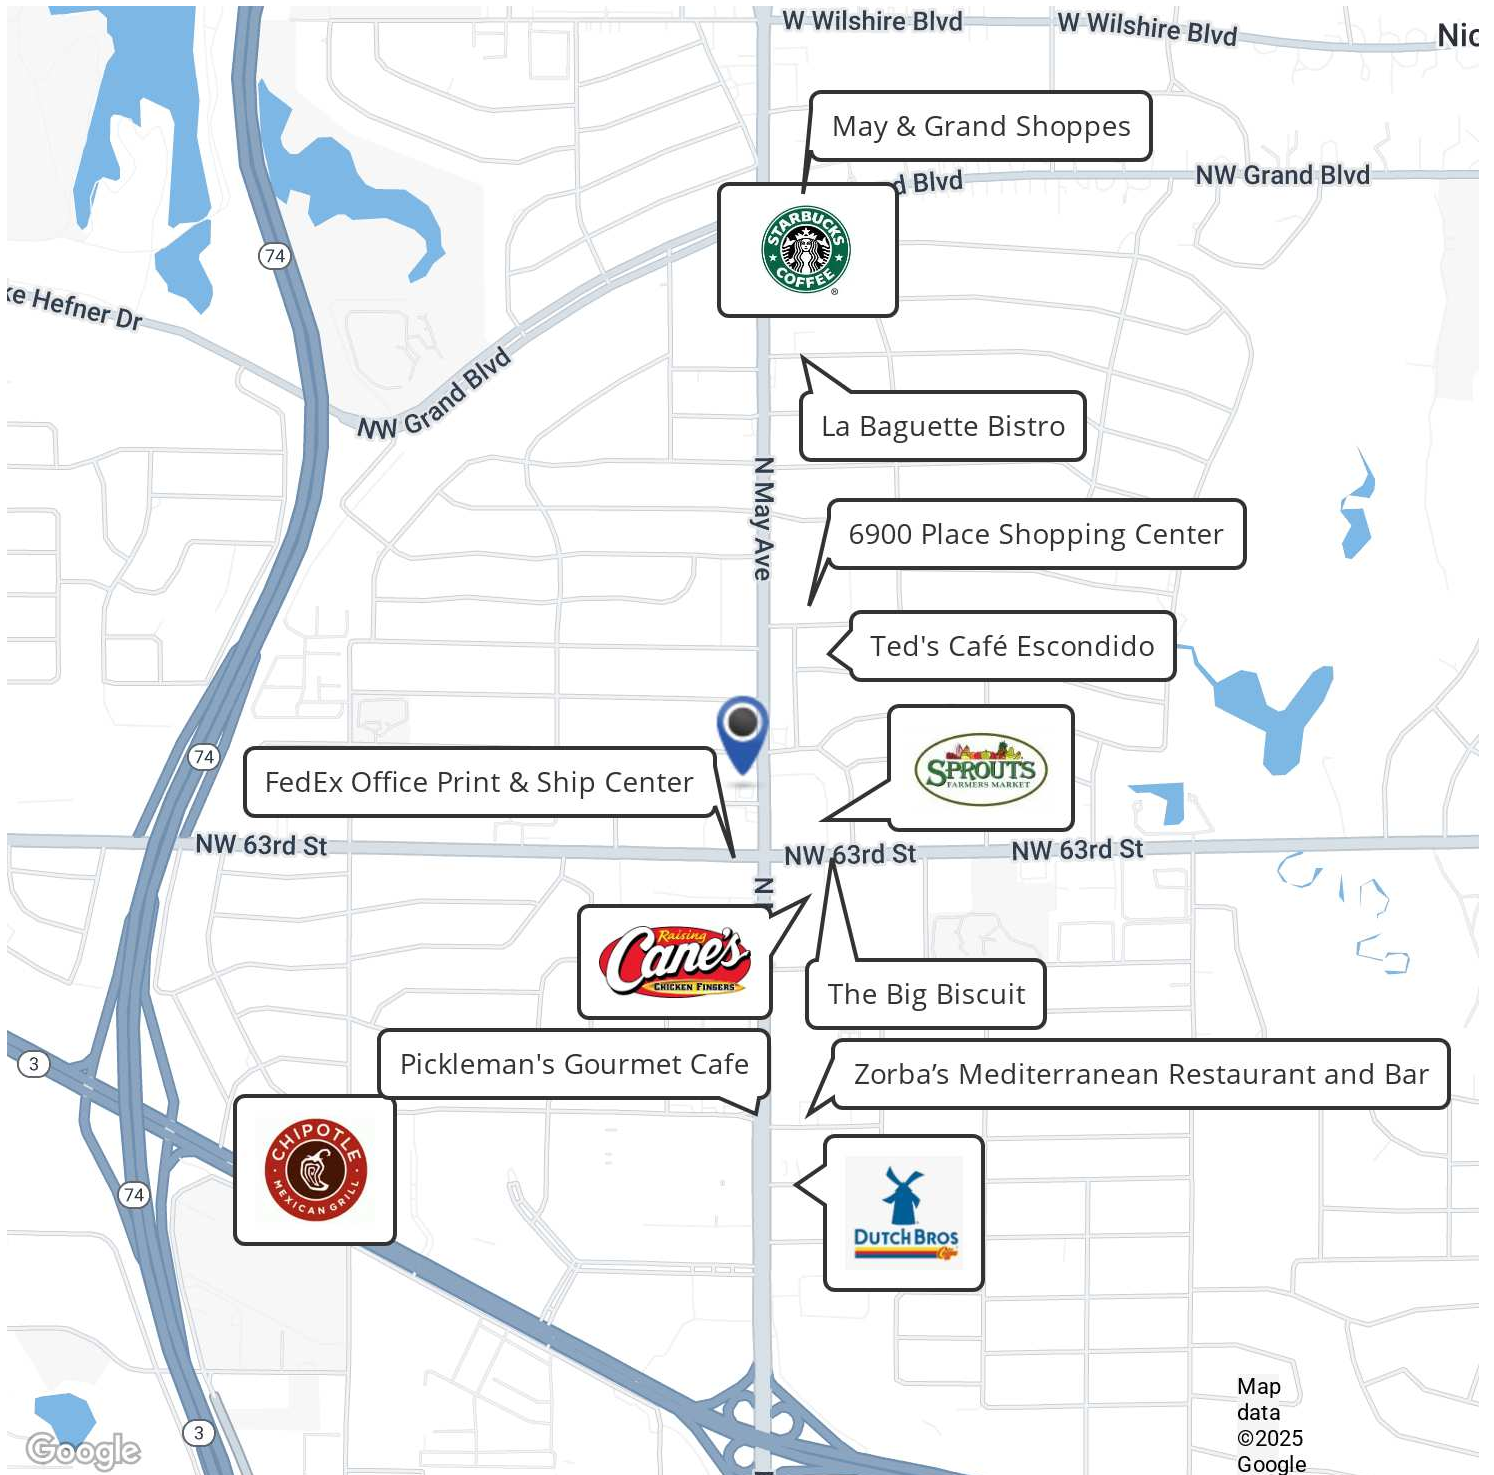 W Wilshire Blvd
W Wilshire Blvd
Nic
May & Grand Shoppes
d Blvd
NW Grand Blvd
STARBUCKS
COFFEE
®
74
ke Hefner Dr
NW Grand Blvd
La Baguette Bistro
N May Ave
6900 Place Shopping Center
Ted's Café Escondido
74
FedEx Office Print & Ship Center
SPROUTS
FARMERS MARKET
NW 63rd St
NW 63rd St
NW 63rd St
N
Raising
Cane's
CHICKEN FINGERS
The Big Biscuit
3
Pickleman's Gourmet Cafe
Zorba’s Mediterranean Restaurant and Bar
CHIPOTLE
MEXICAN GRILL
74
DUTCH BROS
Coffee
Map
data
©2025
Google
3
Google